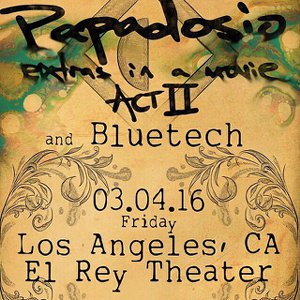 Papadosio
extras in a movie
ACT II
and Bluetech
03.04.16
Friday
Los Angeles, CA
El Rey Theater